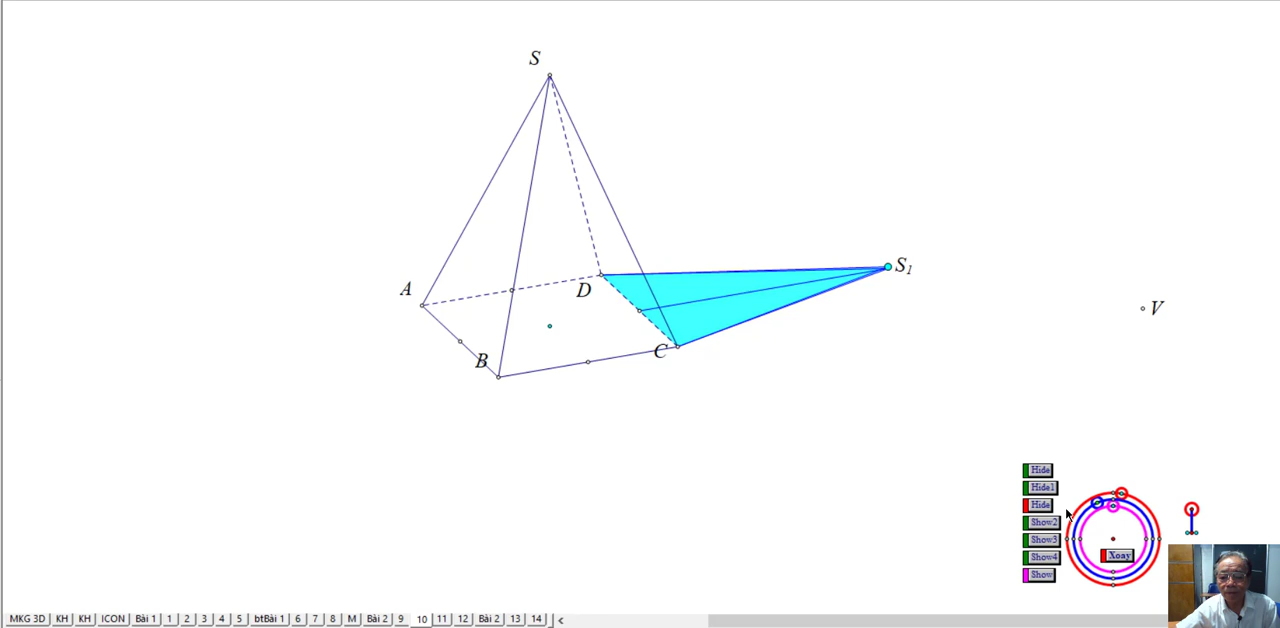 S
S1
A
D
V
B
C
Hide
Hide1
Hide
Show2
Show3
Show4
Xoay
Show
MKG 3D KH KH ICON Bài 1 1 2 3 4 5 btBài 1 6 7 8 M Bài 2 9 10 11 12 Bài 2 13 14 <